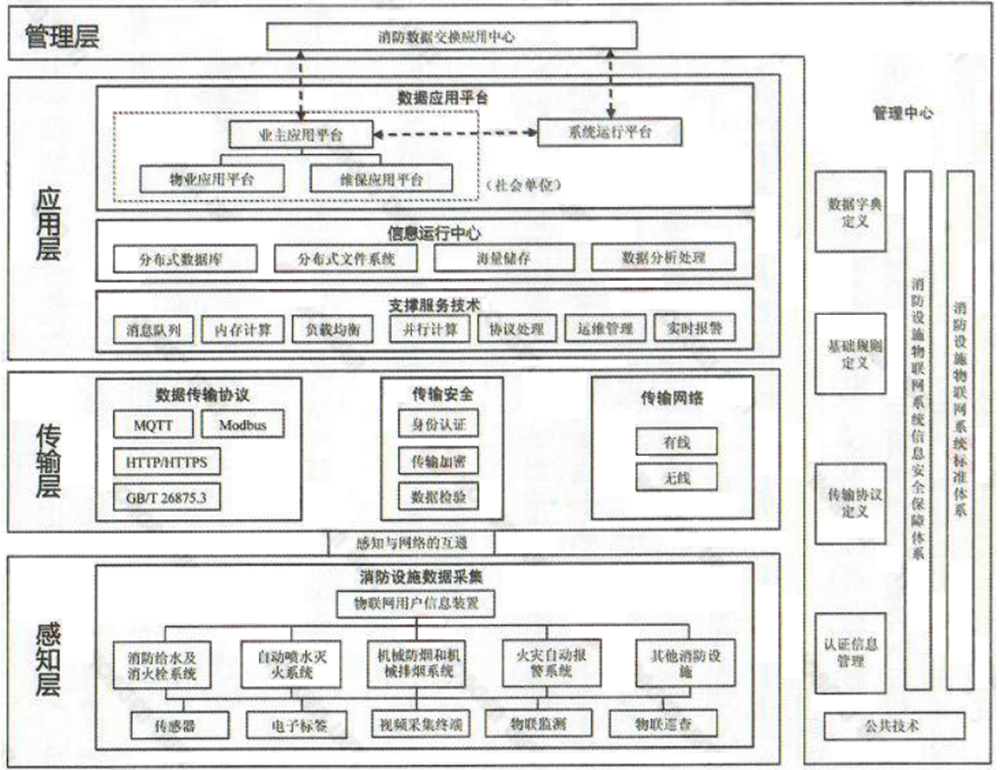 管理层
消防数据交换应用中心
应用层
数据应用平台
业主应用平台
系统运行平台
物业应用平台
维保应用平台
(社会单位)
信息运行中心
分布式数据库
分布式文件系统
海量储存
数据分析处理
支撑服务技术
消息队列
内存计算
负载均衡
并行计算
协议处理
运维管理
实时报警
传输层
数据传输协议
MQTT
Modbus
HTTP/HTTPS
GB/T 26875.3
传输安全
身份认证
传输加密
数据检验
传输网络
有线
无线
感知与网络的互通
感知层
消防设施数据采集
物联网用户信息装置
消防给水及
消火栓系统
自动喷水灭
火系统
机械防烟和机
械排烟系统
火灾自动报
警系统
其他消防设
施
传感器
电子标签
视频采集终端
物联监测
物联巡查
管理中心
数据字典
定义
基础规则
定义
传输协议
定义
认证信息
管理
消防设施物联网系统信息安全保障体系
消防设施物联网系统标准体系
公共技术